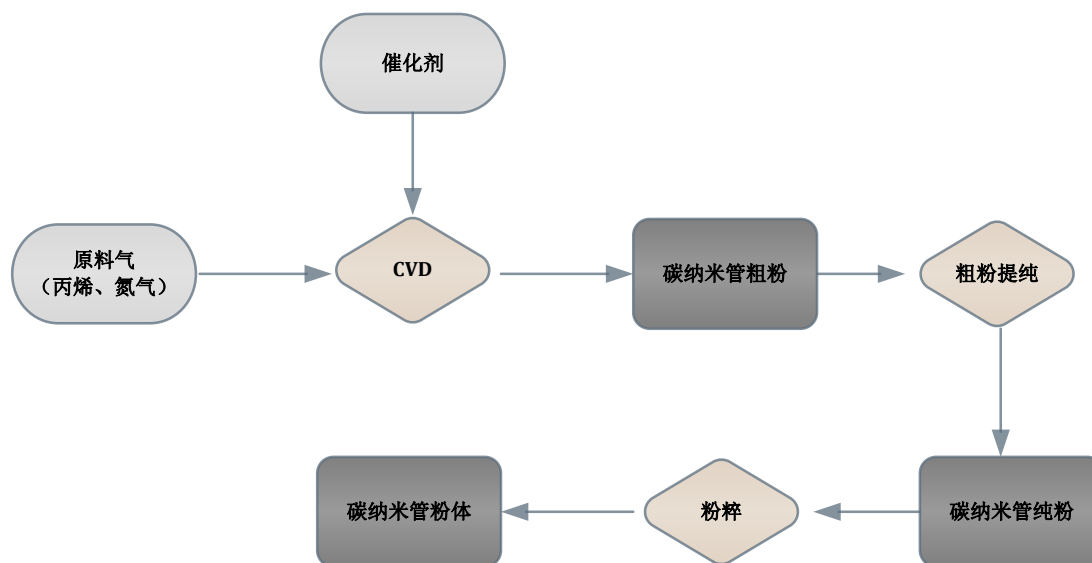 催化剂
原料气
（丙烯、氮气）
CVD
碳纳米管粗粉
粗粉提纯
碳纳米管粉体
粉粹
碳纳米管纯粉